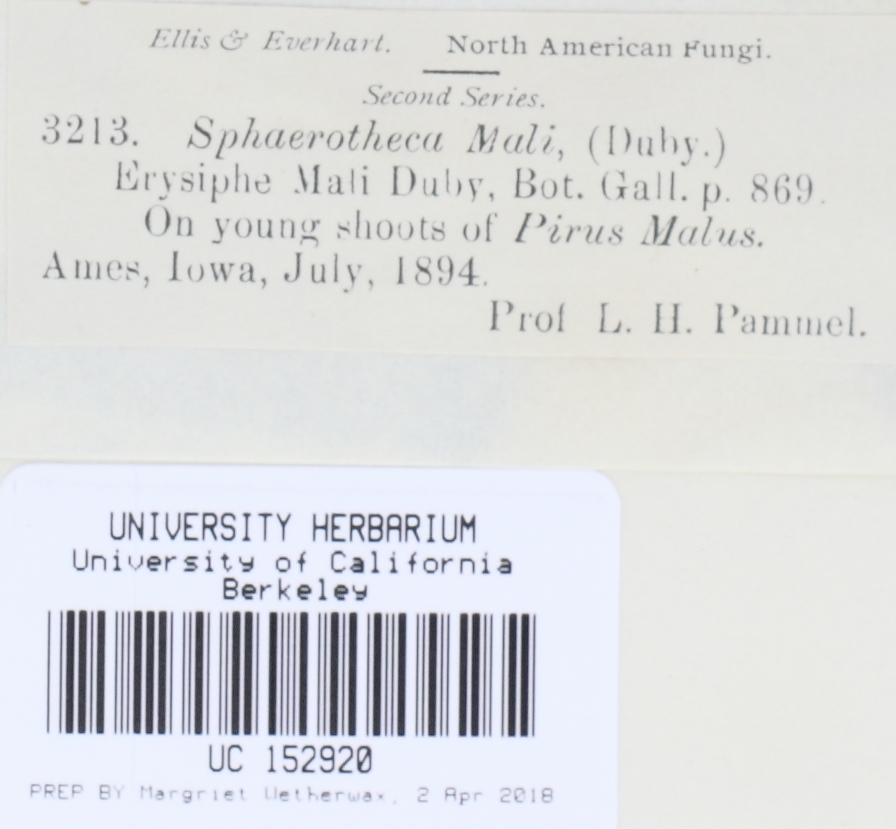 Ellis & Everhart. North American Fungi.
Second Series.
3213. Sphaerotheca Mali, (Duby.)
Erysiphe Mali Duby, Bot. Gall. p. 869.
On young shoots of Pirus Malus.
Ames, Iowa, July, 1894.
Prof L. H. Pammel.
UNIVERSITY HERBARIUM
University of California
Berkeley
UC 152920
PREP BY Margriet Wetherwax, 2 Apr 2018